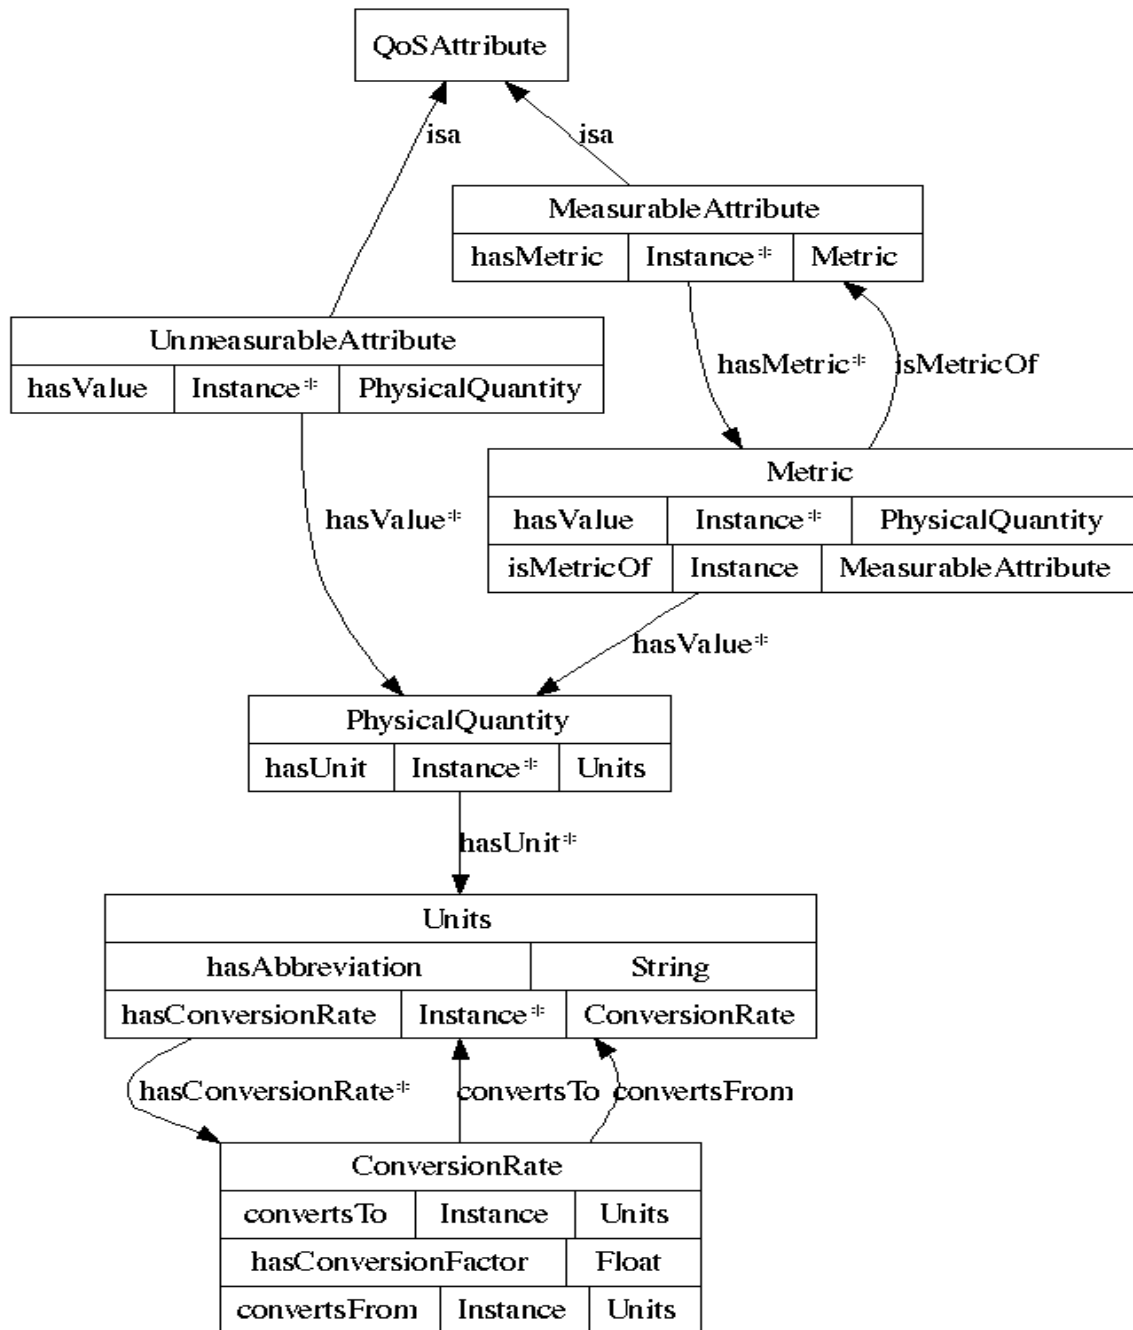 QoSAttribute
isa
isa
MeasurableAttribute
hasMetric Instance* Metric
UnmeasurableAttribute
hasValue Instance* PhysicalQuantity
hasMetric* isMetricOf
Metric
hasValue Instance* PhysicalQuantity
isMetricOf Instance MeasurableAttribute
hasValue*
hasValue*
PhysicalQuantity
hasUnit Instance* Units
hasUnit*
Units
hasAbbreviation String
hasConversionRate Instance* ConversionRate
hasConversionRate* convertsTo convertsFrom
ConversionRate
convertsTo Instance Units
hasConversionFactor Float
convertsFrom Instance Units